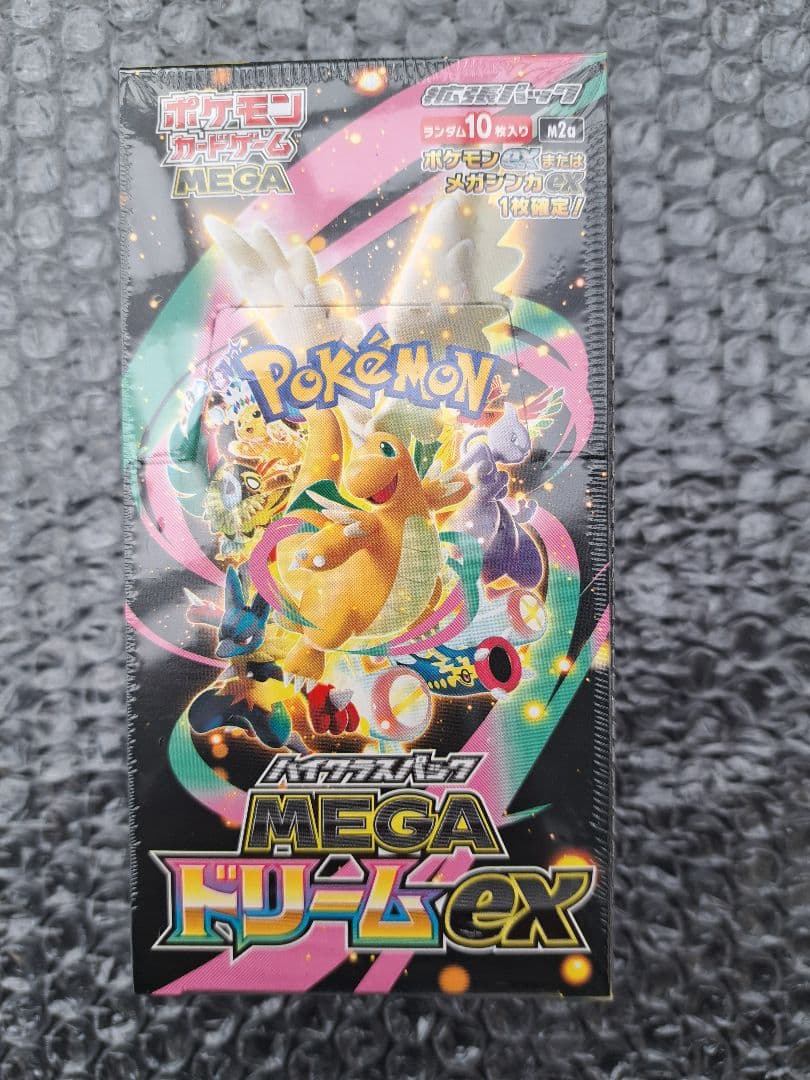 ポケモン
カードゲーム
MEGA
拡張パック
ランダム10枚入り M2a
ポケモンexまたは
メガシンカex
1枚確定!
POKÉMON
TM
ハイクラスパック
MEGA
ドリームex